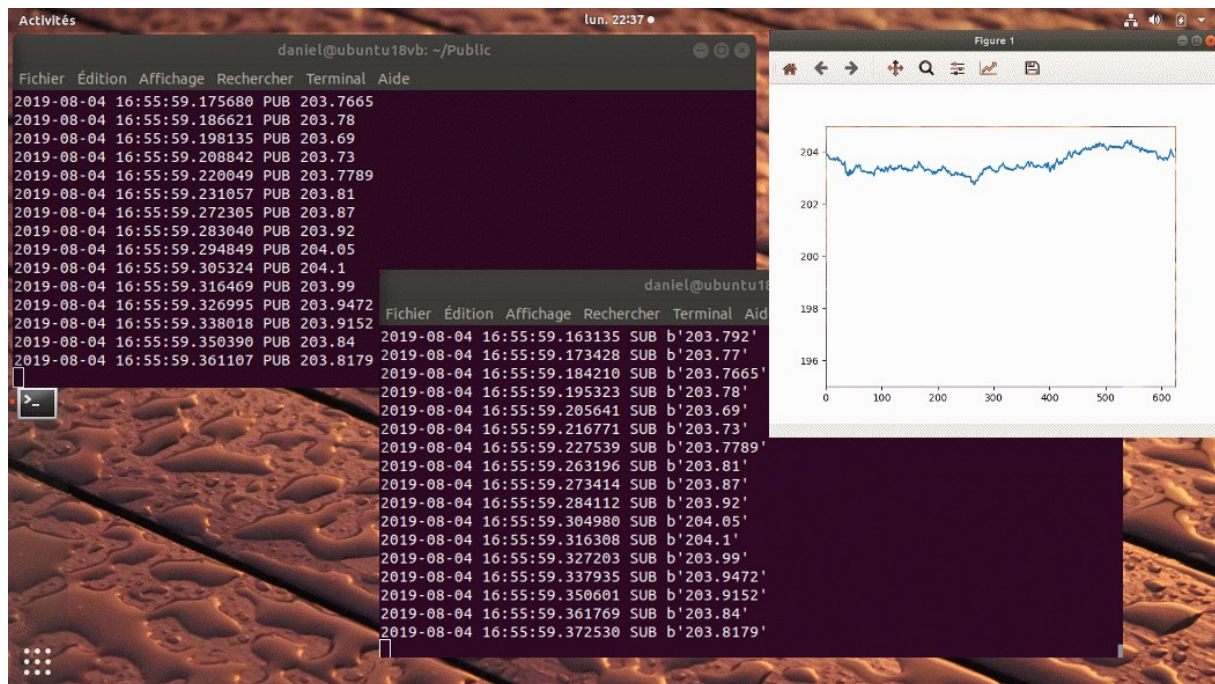 Activités
lun. 22:37
daniel@ubuntu18vb: ~/Public
Fichier Édition Affichage Rechercher Terminal Aide
2019-08-04 16:55:59.175680 PUB 203.7665
2019-08-04 16:55:59.186621 PUB 203.78
2019-08-04 16:55:59.198135 PUB 203.69
2019-08-04 16:55:59.208842 PUB 203.73
2019-08-04 16:55:59.220049 PUB 203.7789
2019-08-04 16:55:59.231057 PUB 203.81
2019-08-04 16:55:59.272305 PUB 203.87
2019-08-04 16:55:59.283040 PUB 203.92
2019-08-04 16:55:59.294849 PUB 204.05
2019-08-04 16:55:59.305324 PUB 204.1
2019-08-04 16:55:59.316469 PUB 203.99
2019-08-04 16:55:59.326995 PUB 203.9472
2019-08-04 16:55:59.338018 PUB 203.9152
2019-08-04 16:55:59.350390 PUB 203.84
2019-08-04 16:55:59.361107 PUB 203.8179
daniel@ubuntu18
Fichier Édition Affichage Rechercher Terminal Aid
2019-08-04 16:55:59.163135 SUB b'203.792'
2019-08-04 16:55:59.173428 SUB b'203.77'
2019-08-04 16:55:59.184210 SUB b'203.7665'
2019-08-04 16:55:59.195323 SUB b'203.78'
2019-08-04 16:55:59.205641 SUB b'203.69'
2019-08-04 16:55:59.216771 SUB b'203.73'
2019-08-04 16:55:59.227539 SUB b'203.7789'
2019-08-04 16:55:59.263196 SUB b'203.81'
2019-08-04 16:55:59.273414 SUB b'203.87'
2019-08-04 16:55:59.284112 SUB b'203.92'
2019-08-04 16:55:59.304980 SUB b'204.05'
2019-08-04 16:55:59.316308 SUB b'204.1'
2019-08-04 16:55:59.327203 SUB b'203.99'
2019-08-04 16:55:59.337935 SUB b'203.9472'
2019-08-04 16:55:59.350601 SUB b'203.9152'
2019-08-04 16:55:59.361769 SUB b'203.84'
2019-08-04 16:55:59.372530 SUB b'203.8179'
Figure 1
204
202
200
198
196
0 100 200 300 400 500 600